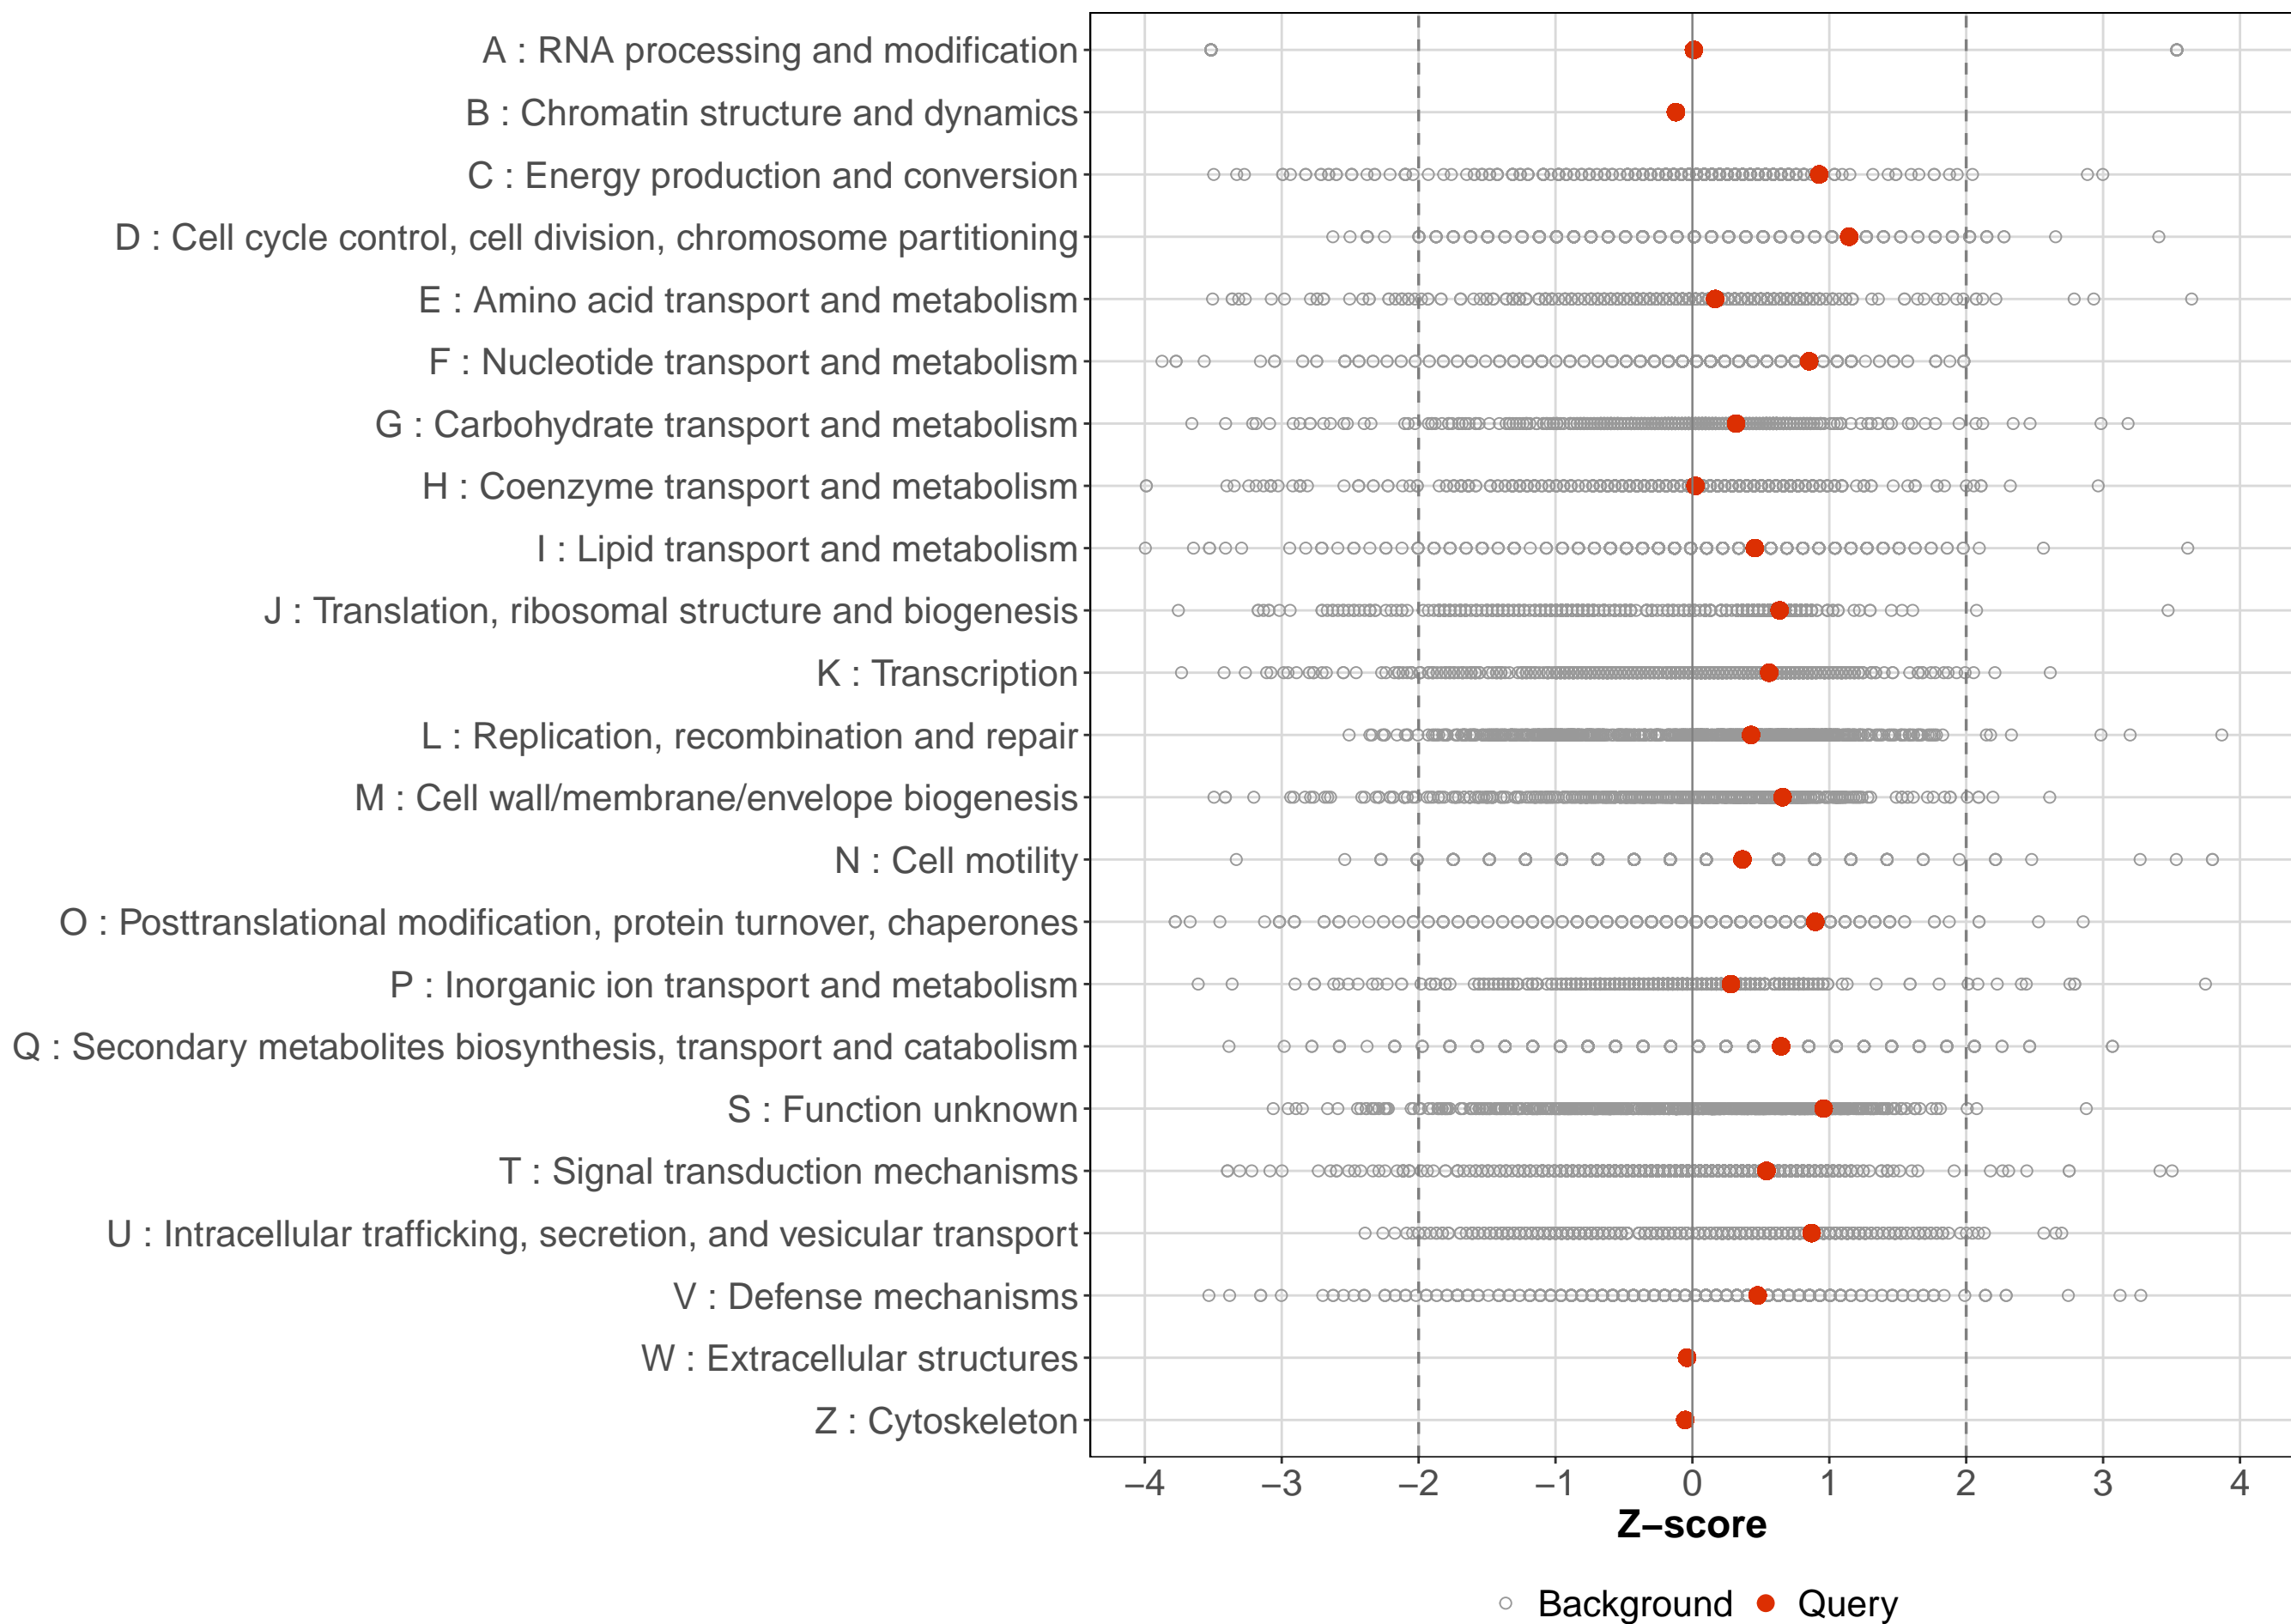 A : RNA processing and modification
B : Chromatin structure and dynamics
C : Energy production and conversion
D : Cell cycle control, cell division, chromosome partitioning
E : Amino acid transport and metabolism
F : Nucleotide transport and metabolism
G : Carbohydrate transport and metabolism
H : Coenzyme transport and metabolism
I : Lipid transport and metabolism
J : Translation, ribosomal structure and biogenesis
K : Transcription
L : Replication, recombination and repair
M : Cell wall/membrane/envelope biogenesis
N : Cell motility
O : Posttranslational modification, protein turnover, chaperones
P : Inorganic ion transport and metabolism
Q : Secondary metabolites biosynthesis, transport and catabolism
S : Function unknown
T : Signal transduction mechanisms
U : Intracellular trafficking, secretion, and vesicular transport
V : Defense mechanisms
W : Extracellular structures
Z : Cytoskeleton
−4 −3 −2 −1 0 1 2 3 4
Z−score
Background Query